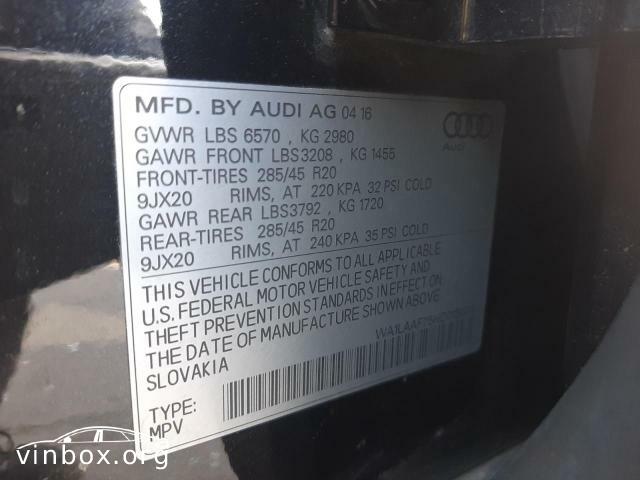 MFD. BY AUDI AG 04 16
Audi
GVWR LBS 6570 , KG 2980
GAWR FRONT LBS3208 , KG 1455
FRONT-TIRES 285/45 R20
9JX20 RIMS, AT 220 KPA 32 PSI COLD
GAWR REAR LBS3792 , KG 1720
REAR-TIRES 285/45 R20
9JX20 RIMS, AT 240 KPA 35 PSI COLD
THIS VEHICLE CONFORMS TO ALL APPLICABLE
U.S. FEDERAL MOTOR VEHICLE SAFETY AND
THEFT PREVENTION STANDARDS IN EFFECT ON
THE DATE OF MANUFACTURE SHOWN ABOVE.
SLOVAKIA
TYPE:
MPV
vinbox.org